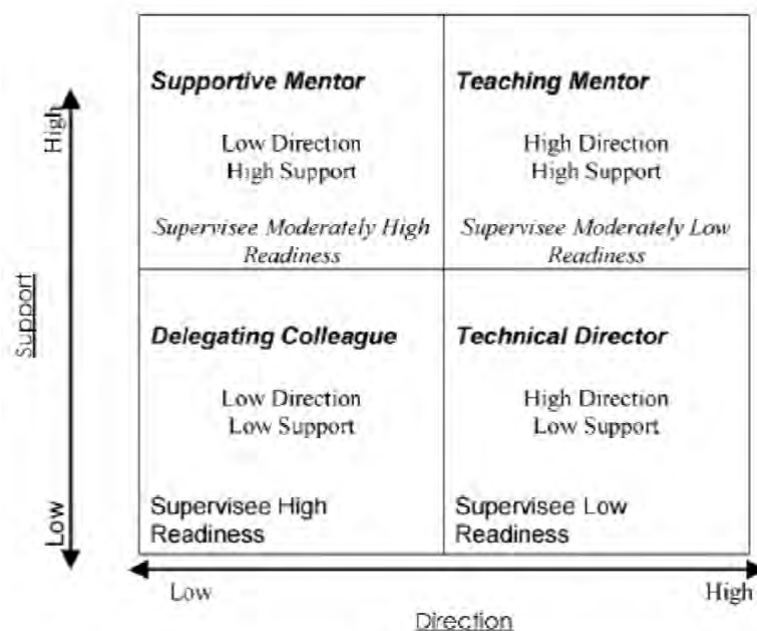 High
Support
Low
Supportive Mentor
Low Direction
High Support
Supervisee Moderately High
Readiness
Teaching Mentor
High Direction
High Support
Supervisee Moderately Low
Readiness
Delegating Colleague
Low Direction
Low Support
Supervisee High
Readiness
Technical Director
High Direction
Low Support
Supervisee Low
Readiness
Low
High
Direction